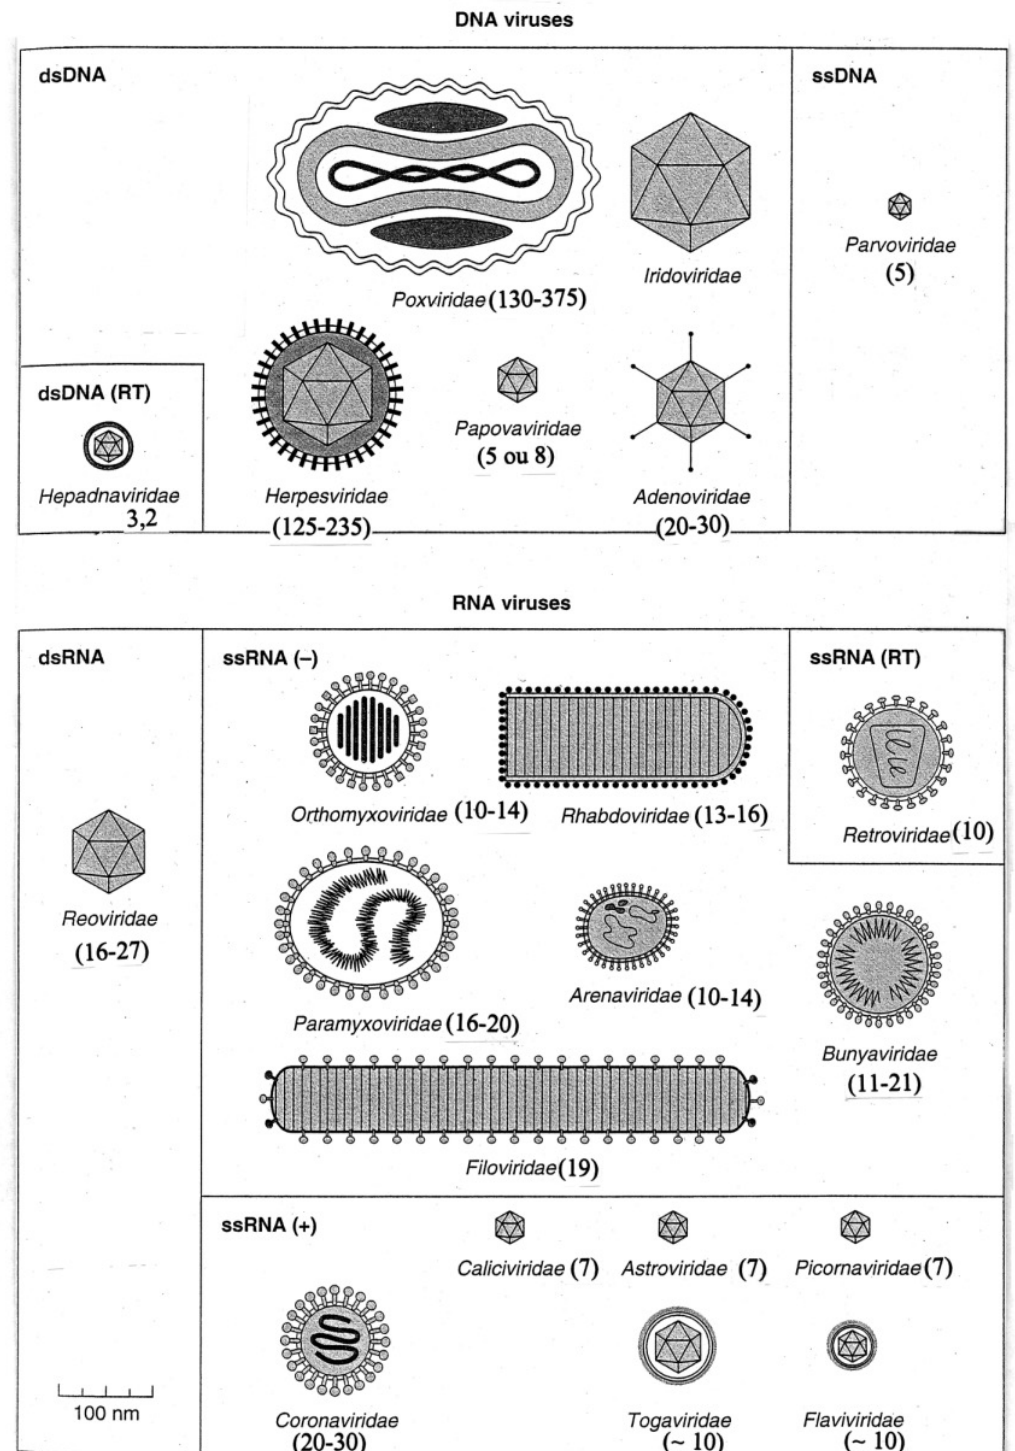 DNA viruses
dsDNA
ssDNA
Poxviridae (130-375)
Iridoviridae
Parvoviridae
(5)
dsDNA (RT)
Hepadnaviridae
3,2
Herpesviridae
(125-235)
Papovaviridae
(5 ou 8)
Adenoviridae
(20-30)
RNA viruses
dsRNA
Reoviridae
(16-27)
ssRNA (–)
Orthomyxoviridae (10-14)
Rhabdoviridae (13-16)
ssRNA (RT)
Retroviridae (10)
Paramyxoviridae (16-20)
Arenaviridae (10-14)
Bunyaviridae
(11-21)
Filoviridae (19)
ssRNA (+)
Caliciviridae (7)
Astroviridae (7)
Picornaviridae (7)
Coronaviridae
(20-30)
Togaviridae
(~ 10)
Flaviviridae
(~ 10)
100 nm